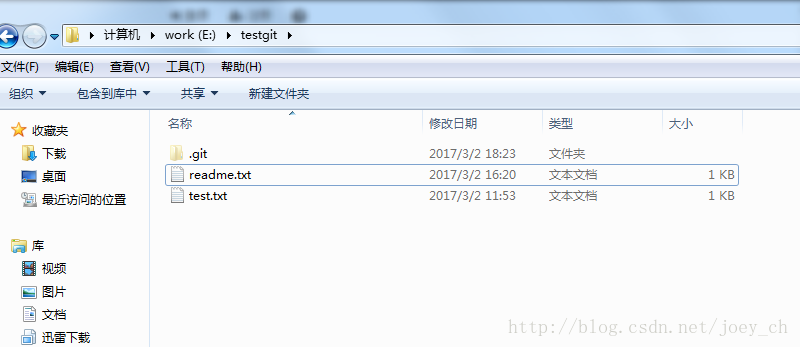 计算机 work (E:) testgit
文件(F) 编辑(E) 查看(V) 工具(T) 帮助(H)
组织 包含到库中 共享 新建文件夹
收藏夹
下载
桌面
最近访问的位置
库
视频
图片
文档
迅雷下载
名称 修改日期 类型 大小
.git 2017/3/2 18:23 文件夹
readme.txt 2017/3/2 16:20 文本文档 1 KB
test.txt 2017/3/2 11:53 文本文档 1 KB
http://blog.csdn.net/joey_ch